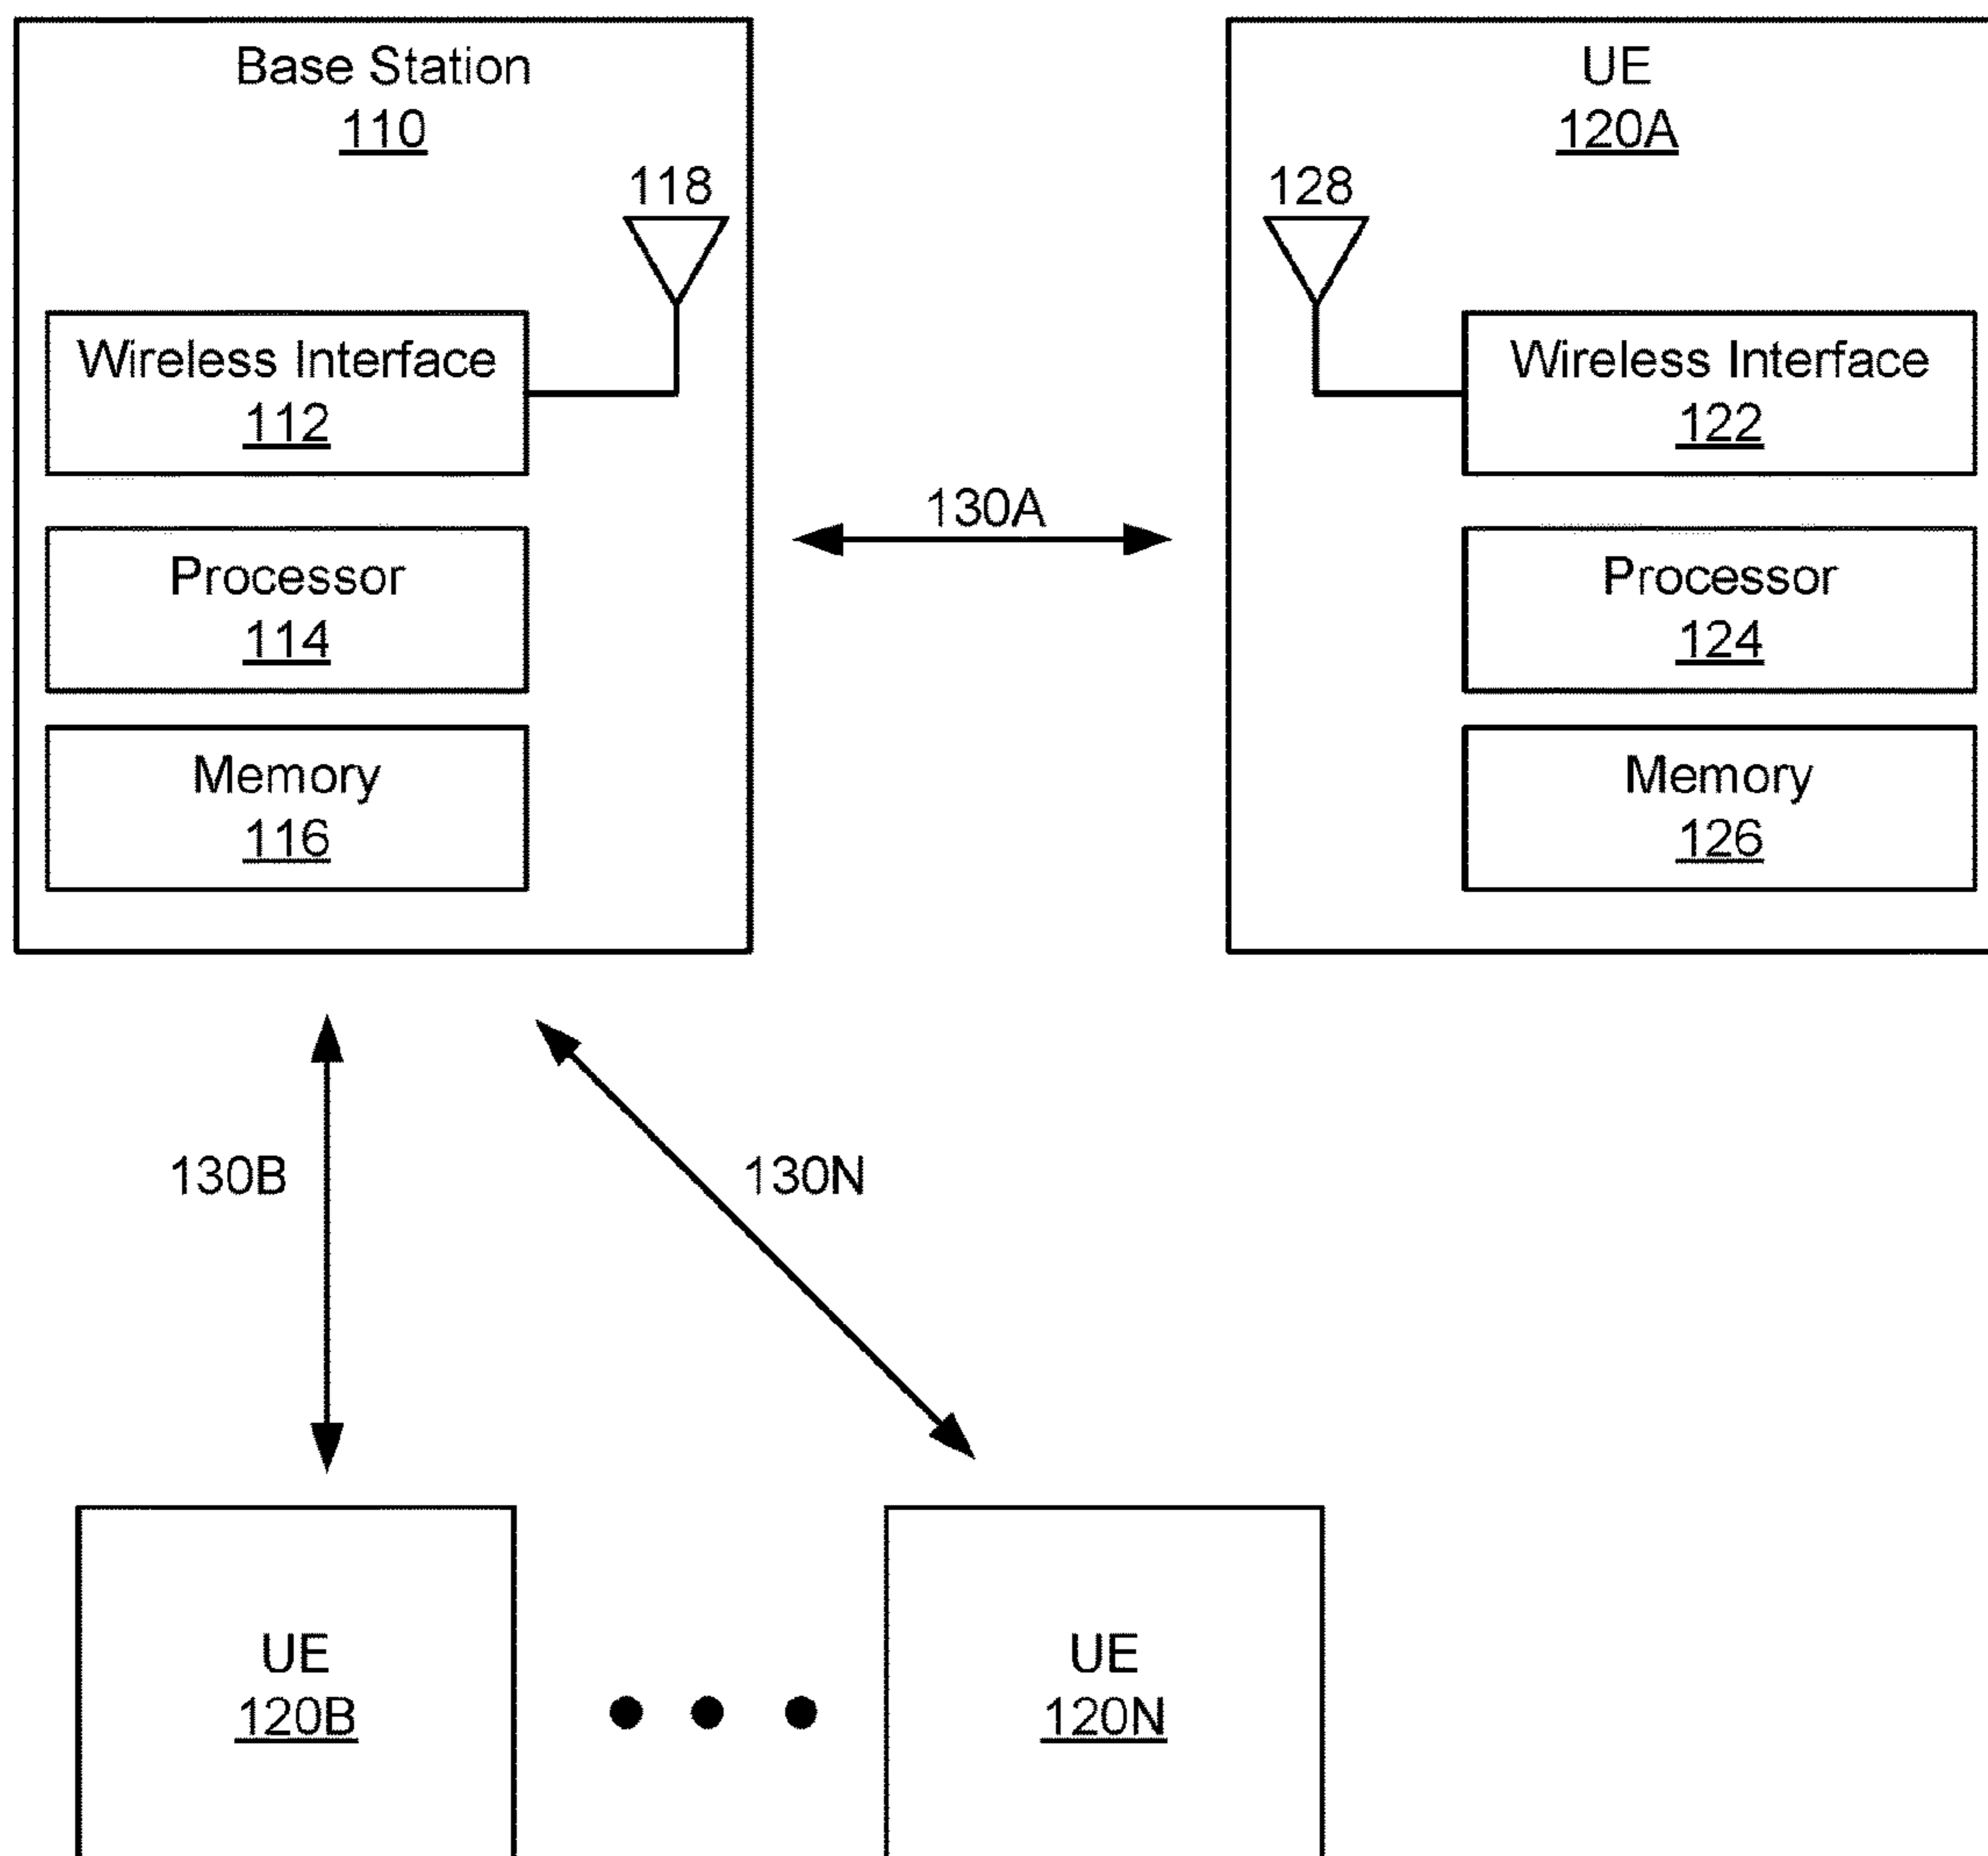 Base Station
110
118
Wireless Interface
112
Processor
114
Memory
116
UE
120A
128
Wireless Interface
122
Processor
124
Memory
126
130A
130B
130N
UE
120B
UE
120N